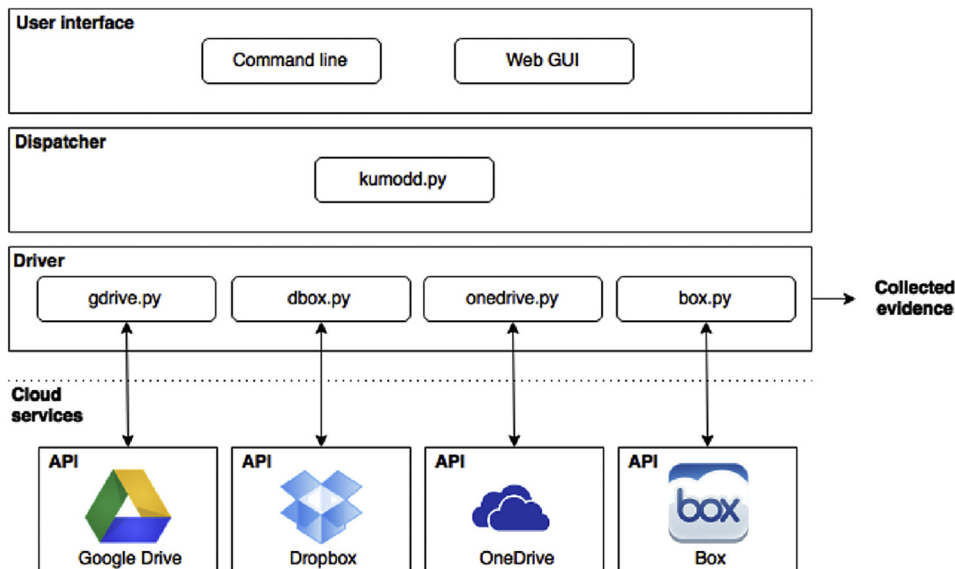 User interface
Command line
Web GUI
Dispatcher
kumodd.py
Driver
gdrive.py
dbox.py
onedrive.py
box.py
Collected
evidence
Cloud
services
API
Google Drive
API
Dropbox
API
OneDrive
API
box
Box